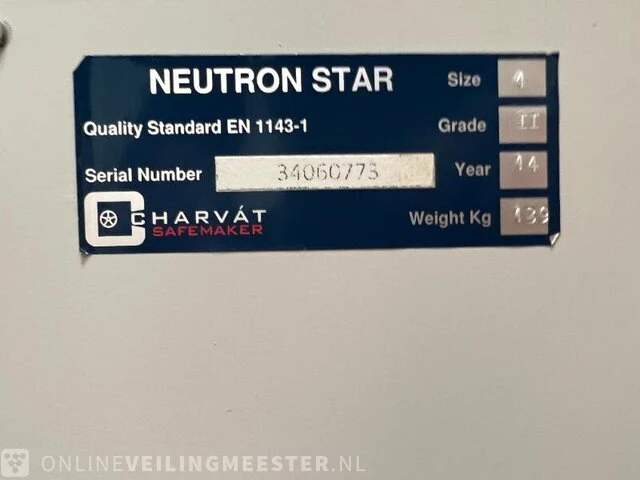 NEUTRON STAR Size 1
Quality Standard EN 1143-1 Grade II
Serial Number 34060773 Year 14
CHARVÁT
SAFEMAKER
Weight Kg 139
ONLINEVEILINGMEESTER.NL